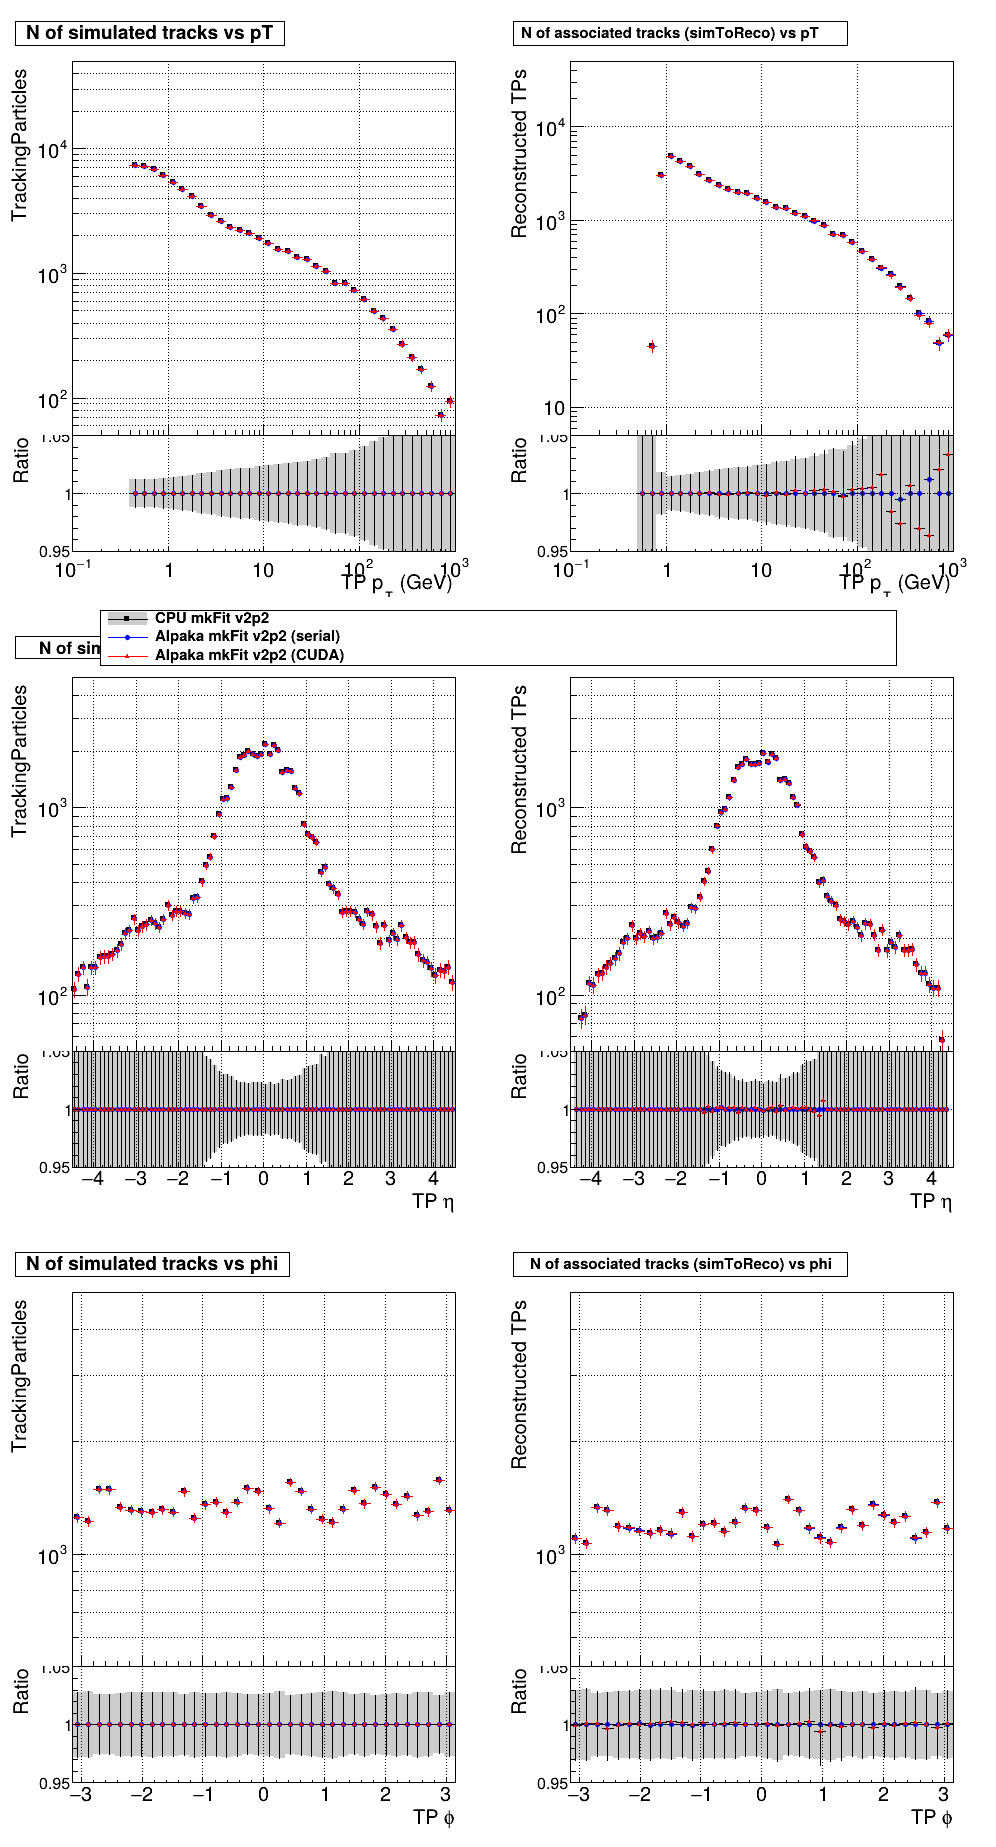 N of simulated tracks vs pT
N of associated tracks (simToReco) vs pT
TrackingParticles
10^4
10^3
10^2
Ratio
1.05
1
0.95
10^−1 1 10 10^2 10^3
TP p_T (GeV)
Reconstructed TPs
10^4
10^3
10^2
10
Ratio
1.05
1
0.95
10^−1 1 10 10^2 10^3
TP p_T (GeV)
CPU mkFit v2p2
Alpaka mkFit v2p2 (serial)
Alpaka mkFit v2p2 (CUDA)
N of sim
TrackingParticles
10^3
10^2
Ratio
1.05
1
0.95
−4 −3 −2 −1 0 1 2 3 4
TP η
Reconstructed TPs
10^3
10^2
Ratio
1.05
1
0.95
−4 −3 −2 −1 0 1 2 3 4
TP η
N of simulated tracks vs phi
N of associated tracks (simToReco) vs phi
TrackingParticles
10^3
Ratio
1.05
1
0.95
−3 −2 −1 0 1 2 3
TP ϕ
Reconstructed TPs
10^3
Ratio
1.05
1
0.95
−3 −2 −1 0 1 2 3
TP ϕ